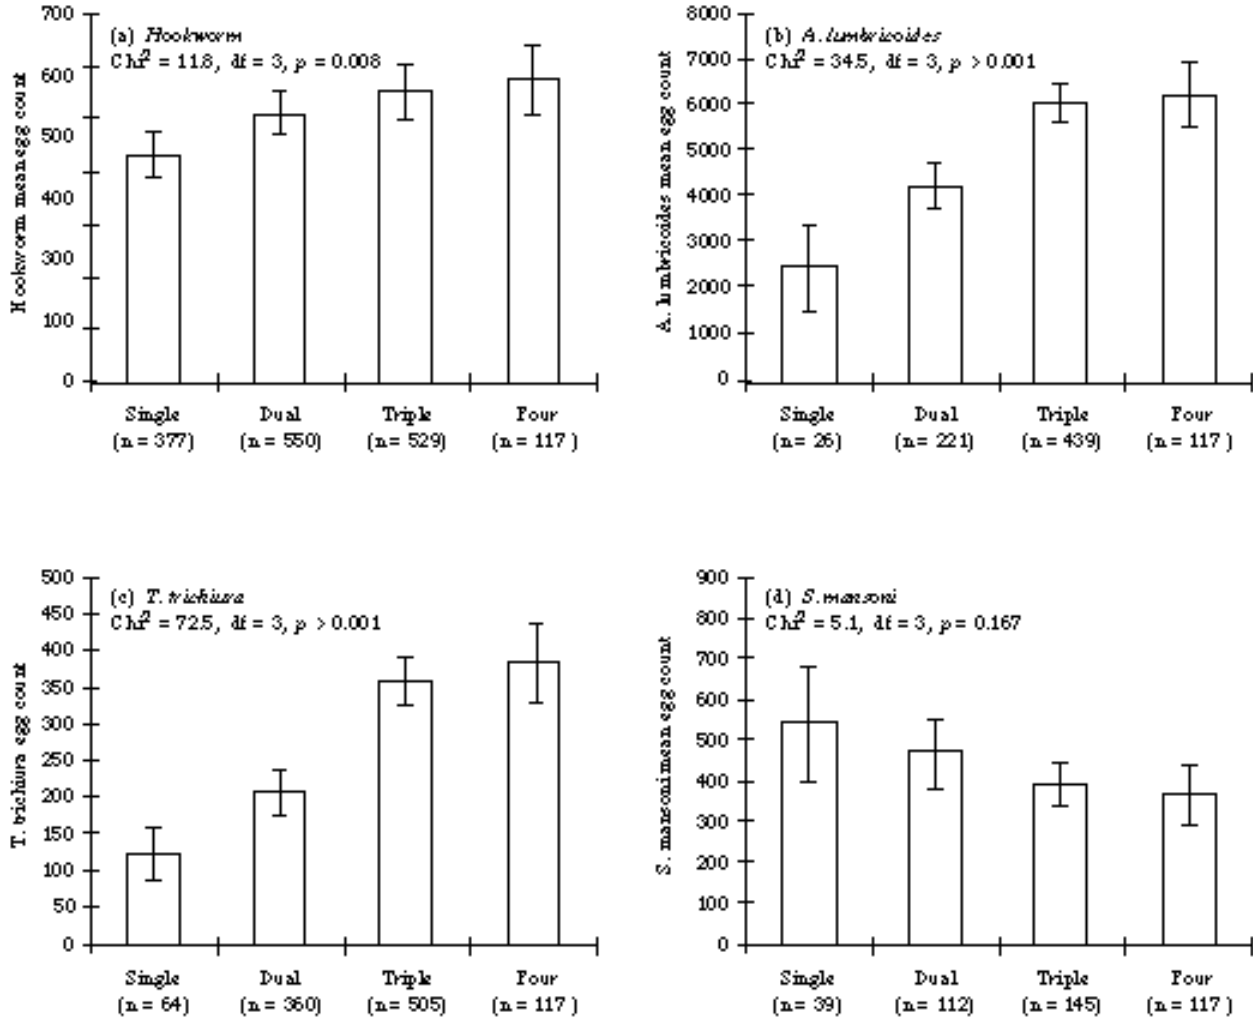 (a) Hookworm
Chi² = 11.8, df = 3, p = 0.008
Hookworm mean egg count
700
600
500
400
300
100
0
Single
Dual
Triple
Four
(n = 377)
(n = 550)
(n = 529)
(n = 117 )
(b) A. lumbricoides
Chi² = 34.5, df = 3, p > 0.001
A. lumbricoides mean egg count
8000
7000
6000
5000
4000
3000
2000
1000
0
Single
Dual
Triple
Four
(n = 26)
(n = 221)
(n = 439)
(n = 117 )
(c) T. trichiura
Chi² = 72.5, df = 3, p > 0.001
T. trichiura egg count
500
450
400
350
300
250
200
150
100
50
0
Single
Dual
Triple
Four
(n = 64)
(n = 360)
(n = 505)
(n = 117 )
(d) S. mansoni
Chi² = 5.1, df = 3, p = 0.167
S. mansoni mean egg count
900
800
700
600
500
400
300
200
100
0
Single
Dual
Triple
Four
(n = 39)
(n = 112)
(n = 145)
(n = 117 )